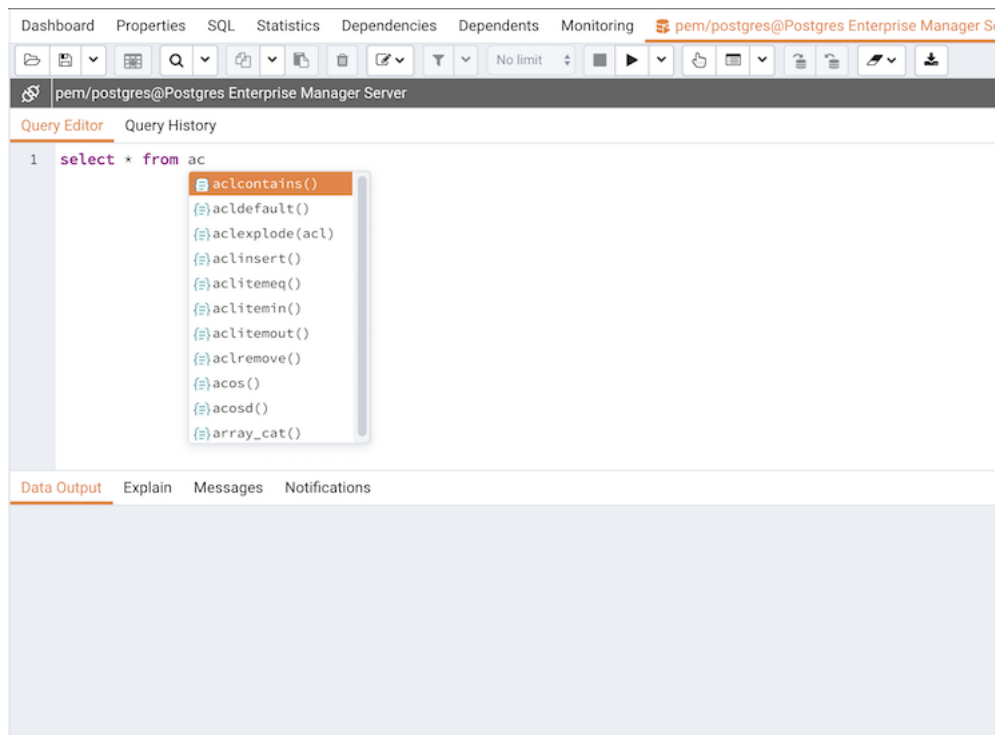 Dashboard Properties SQL Statistics Dependencies Dependents Monitoring pem/postgres@Postgres Enterprise Manager
No limit
pem/postgres@Postgres Enterprise Manager Server
Query Editor Query History
1 select * from ac
aclcontains()
acldefault()
aclexplode(acl)
aclinsert()
aclitemeq()
aclitemin()
aclitemout()
aclremove()
acos()
acosd()
array_cat()
Data Output Explain Messages Notifications